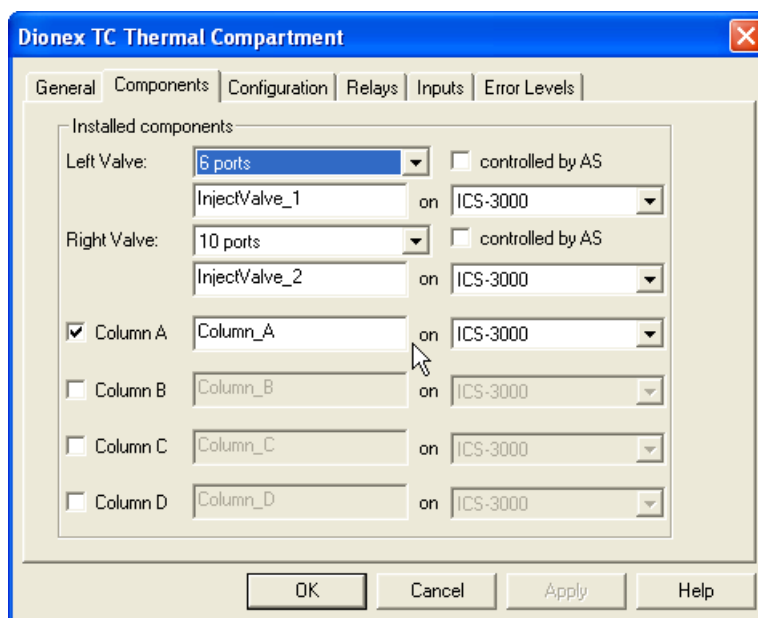 Dionex TC Thermal Compartment
General Components Configuration Relays Inputs Error Levels
Installed components
Left Valve: 6 ports controlled by AS
InjectValve_1 on ICS-3000
Right Valve: 10 ports controlled by AS
InjectValve_2 on ICS-3000
Column A Column_A on ICS-3000
Column B Column_B on ICS-3000
Column C Column_C on ICS-3000
Column D Column_D on ICS-3000
OK Cancel Apply Help